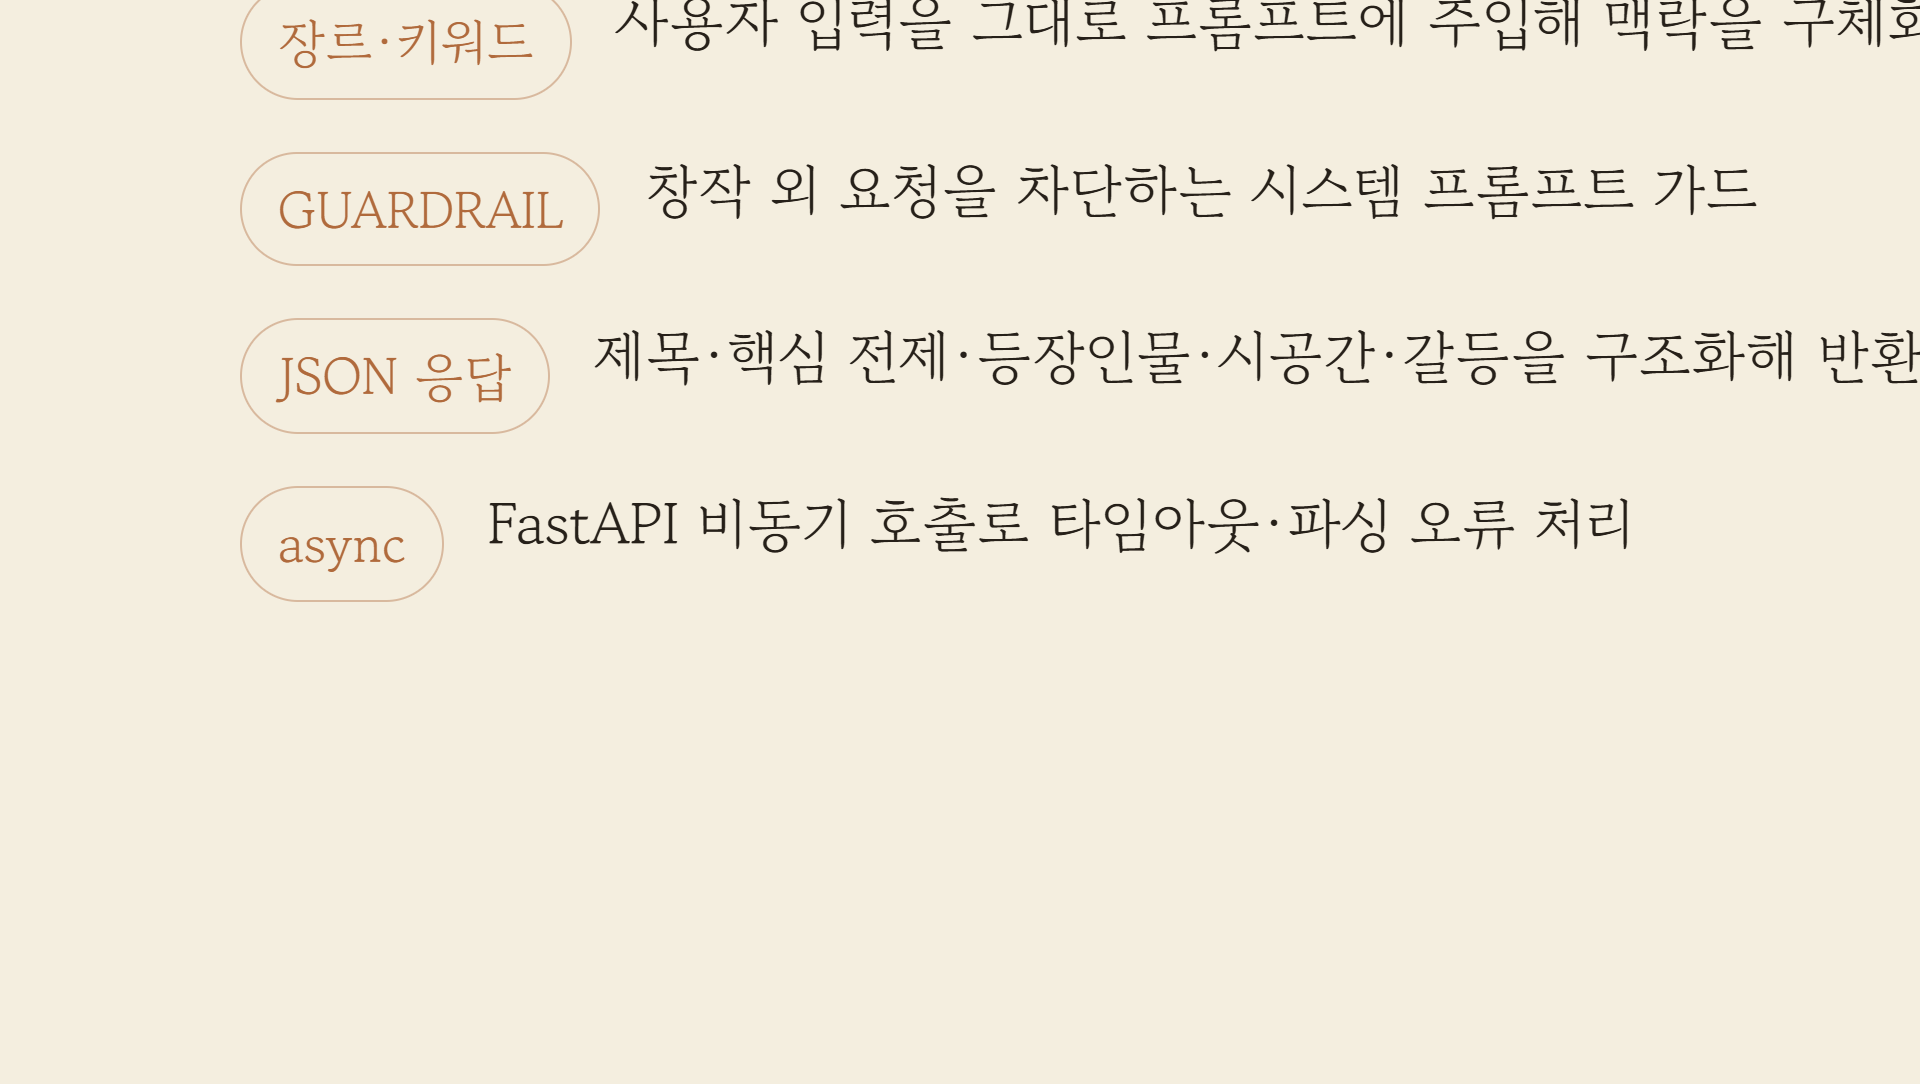 장르·키워드 사용자 입력을 그대로 프롬프트에 주입해 맥락을 구체화
GUARDRAIL 창작 외 요청을 차단하는 시스템 프롬프트 가드
JSON 응답 제목·핵심 전제·등장인물·시공간·갈등을 구조화해 반환
async FastAPI 비동기 호출로 타임아웃·파싱 오류 처리